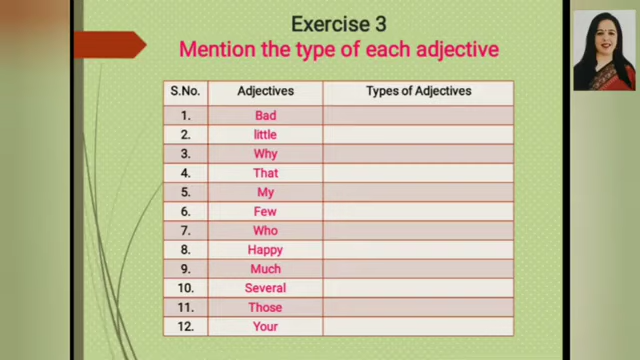 Exercise 3
Mention the type of each adjective
S.No. Adjectives Types of Adjectives
1. Bad
2. little
3. Why
4. That
5. My
6. Few
7. Who
8. Happy
9. Much
10. Several
11. Those
12. Your